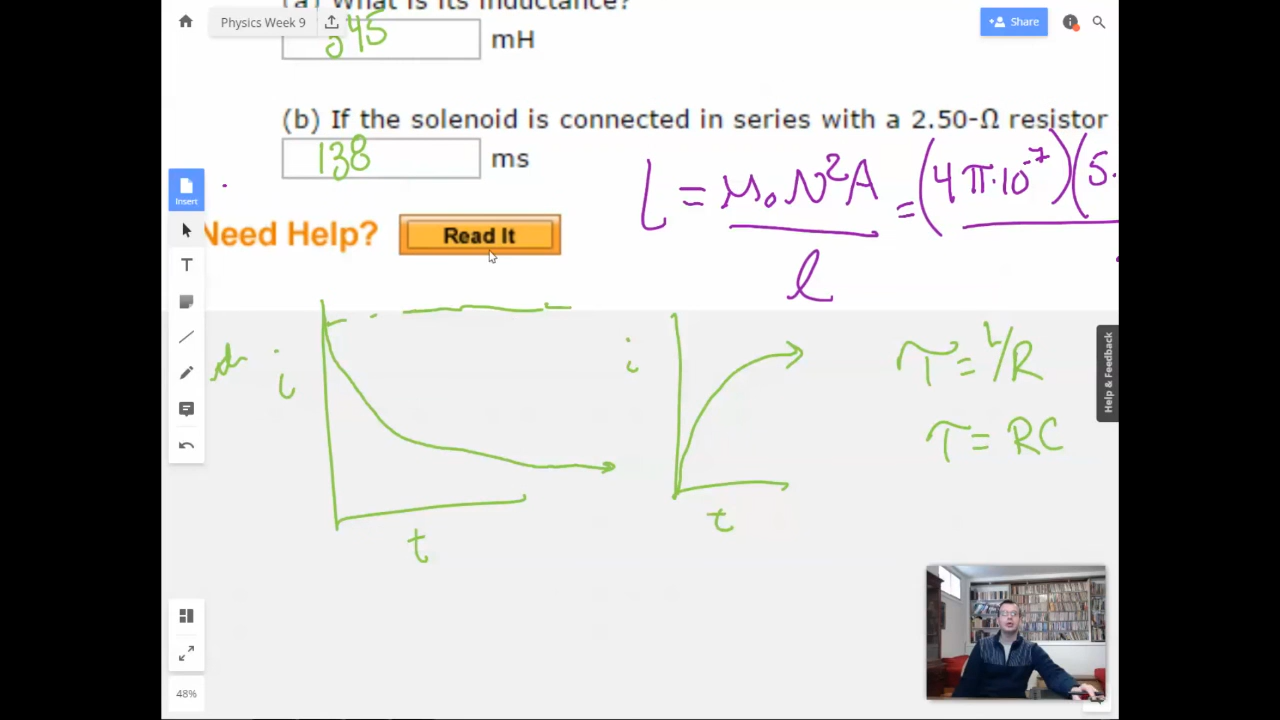 (a) What is its inductance?
Physics Week 9
Share
345 mH
(b) If the solenoid is connected in series with a 2.50-Ω resistor
138 ms
L = μ₀N²A = (4π·10⁻⁷)(5.
l
Insert
Need Help? Read It
T
i
i
τ = L/R
τ = RC
t
t
Help & Feedback
48%